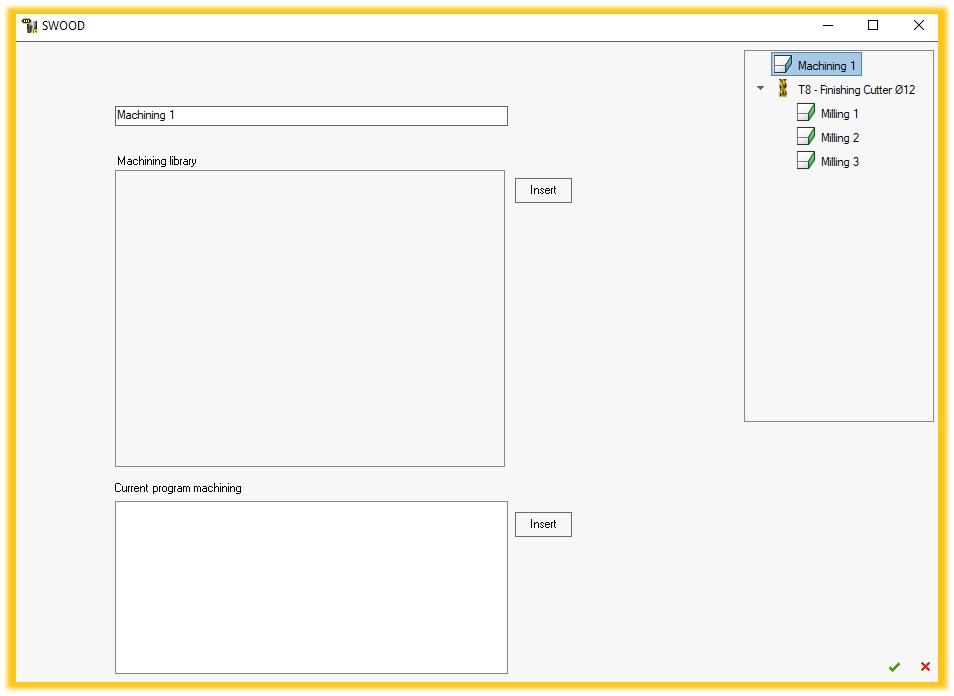 SWOOD
Machining 1
Machining library
Insert
Current program machining
Insert
Machining 1
T8 - Finishing Cutter Ø12
Milling 1
Milling 2
Milling 3